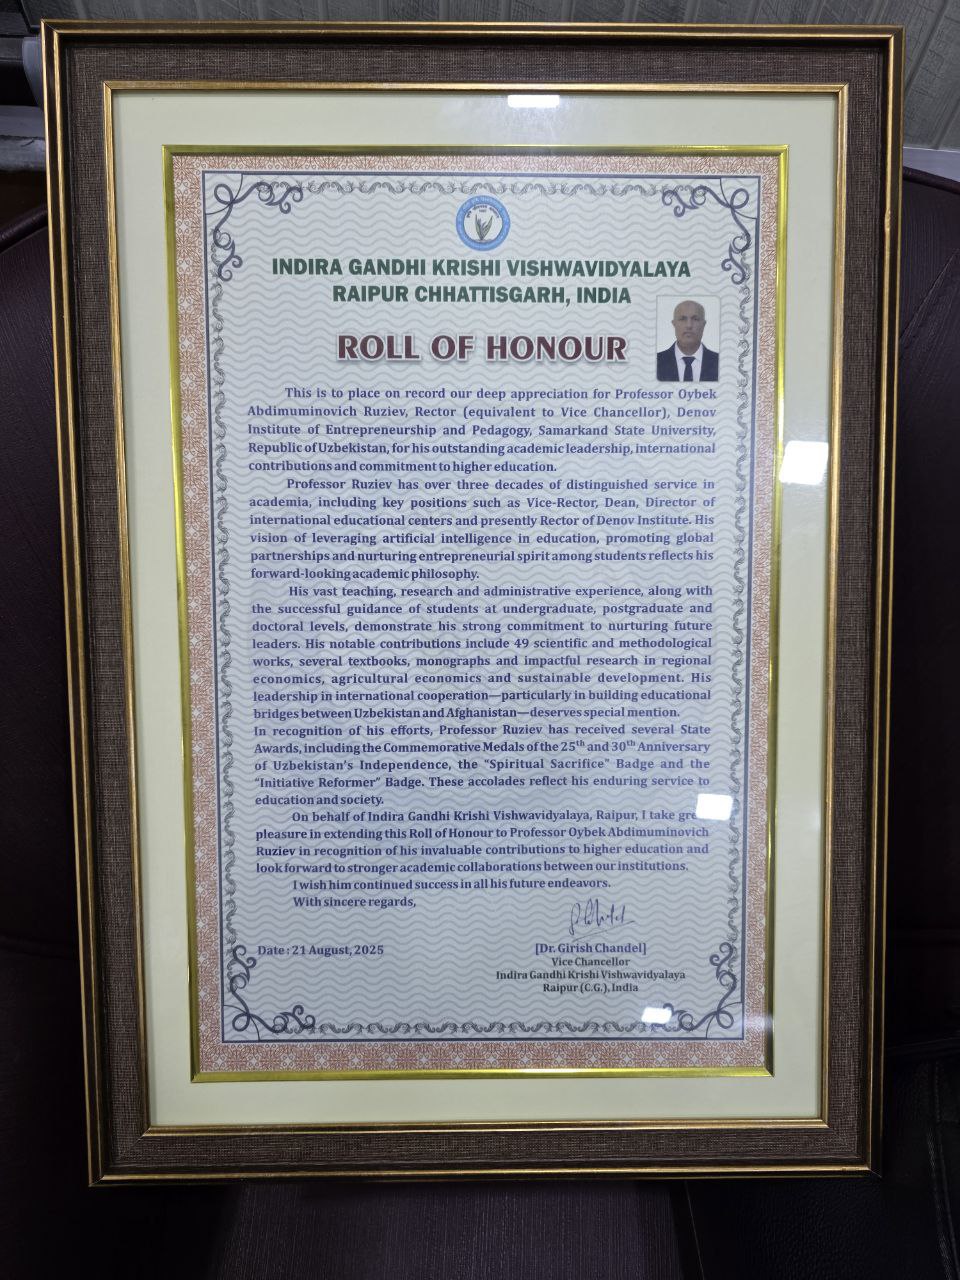 INDIRA GANDHI KRISHI VISHWAVIDYALAYA
RAIPUR CHHATTISGARH, INDIA
ROLL OF HONOUR
This is to place on record our deep appreciation for Professor Oybek
Abdimuminovich Ruziev, Rector (equivalent to Vice Chancellor), Denov
Institute of Entrepreneurship and Pedagogy, Samarkand State University,
Republic of Uzbekistan, for his outstanding academic leadership, international
contributions and commitment to higher education.
Professor Ruziev has over three decades of distinguished service in
academia, including key positions such as Vice-Rector, Dean, Director of
international educational centers and presently Rector of Denov Institute. His
vision of leveraging artificial intelligence in education, promoting global
partnerships and nurturing entrepreneurial spirit among students reflects his
forward-looking academic philosophy.
His vast teaching, research and administrative experience, along with
the successful guidance of students at undergraduate, postgraduate and
doctoral levels, demonstrate his strong commitment to nurturing future
leaders. His notable contributions include 49 scientific and methodological
works, several textbooks, monographs and impactful research in regional
economics, agricultural economics and sustainable development. His
leadership in international cooperation—particularly in building educational
bridges between Uzbekistan and Afghanistan—deserves special mention.
In recognition of his efforts, Professor Ruziev has received several State
Awards, including the Commemorative Medals of the 25th and 30th Anniversary
of Uzbekistan's Independence, the "Spiritual Sacrifice" Badge and the
"Initiative Reformer" Badge. These accolades reflect his enduring service to
education and society.
On behalf of Indira Gandhi Krishi Vishwavidyalaya, Raipur, I take great
pleasure in extending this Roll of Honour to Professor Oybek Abdimuminovich
Ruziev in recognition of his invaluable contributions to higher education and
look forward to stronger academic collaborations between our institutions.
I wish him continued success in all his future endeavors.
With sincere regards,
Date : 21 August, 2025
[Dr. Girish Chandel]
Vice Chancellor
Indira Gandhi Krishi Vishwavidyalaya
Raipur (C.G.), India